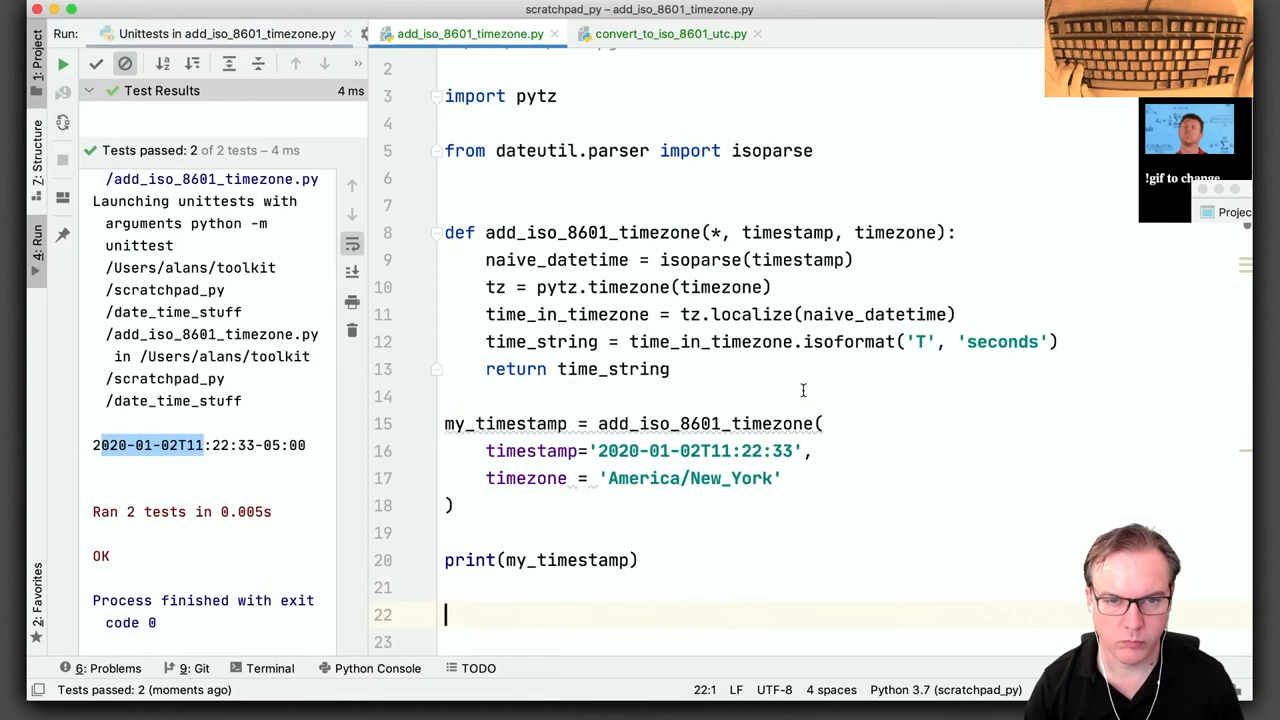 scratchpad_py – add_iso_8601_timezone.py
Run: Unittests in add_iso_8601_timezone.py
add_iso_8601_timezone.py
convert_to_iso_8601_utc.py
1: Project
Z: Structure
4: Run
2: Favorites
Test Results 4 ms
Tests passed: 2 of 2 tests – 4 ms
/add_iso_8601_timezone.py
Launching unittests with
arguments python -m
unittest
/Users/alans/toolkit
/scratchpad_py
/date_time_stuff
/add_iso_8601_timezone.py
in /Users/alans/toolkit
/scratchpad_py
/date_time_stuff
2020-01-02T11:22:33-05:00
Ran 2 tests in 0.005s
OK
Process finished with exit
code 0
2
3 import pytz
4
5 from dateutil.parser import isoparse
6
7
8 def add_iso_8601_timezone(*, timestamp, timezone):
9 naive_datetime = isoparse(timestamp)
10 tz = pytz.timezone(timezone)
11 time_in_timezone = tz.localize(naive_datetime)
12 time_string = time_in_timezone.isoformat('T', 'seconds')
13 return time_string
14
15 my_timestamp = add_iso_8601_timezone(
16 timestamp='2020-01-02T11:22:33',
17 timezone = 'America/New_York'
18 )
19
20 print(my_timestamp)
21
22
23
!gif to change
Projec
6: Problems 9: Git Terminal Python Console TODO
Tests passed: 2 (moments ago) 22:1 LF UTF-8 4 spaces Python 3.7 (scratchpad_py)